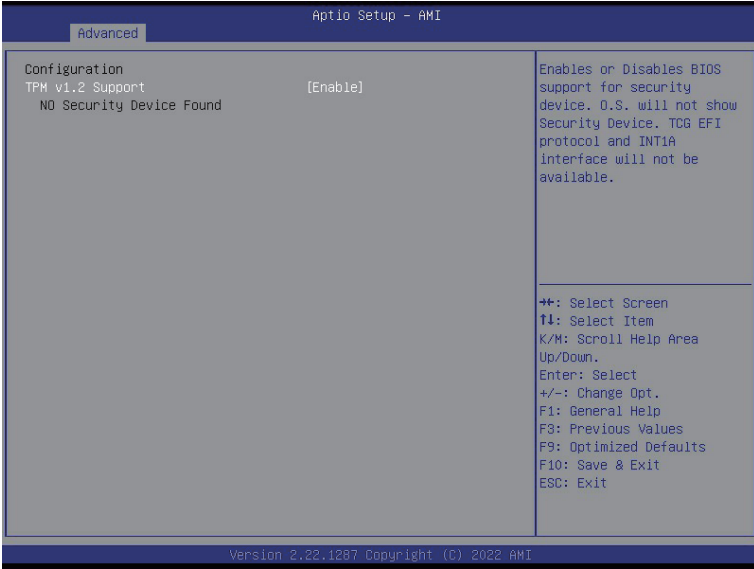 Aptio Setup – AMI
Advanced
Configuration
TPM v1.2 Support [Enable]
NO Security Device Found
Enables or Disables BIOS
support for security
device. O.S. will not show
Security Device. TCG EFI
protocol and INT1A
interface will not be
available.
→←: Select Screen
↑↓: Select Item
K/M: Scroll Help Area
Up/Down.
Enter: Select
+/-: Change Opt.
F1: General Help
F3: Previous Values
F9: Optimized Defaults
F10: Save & Exit
ESC: Exit
Version 2.22.1287 Copyright (C) 2022 AMI